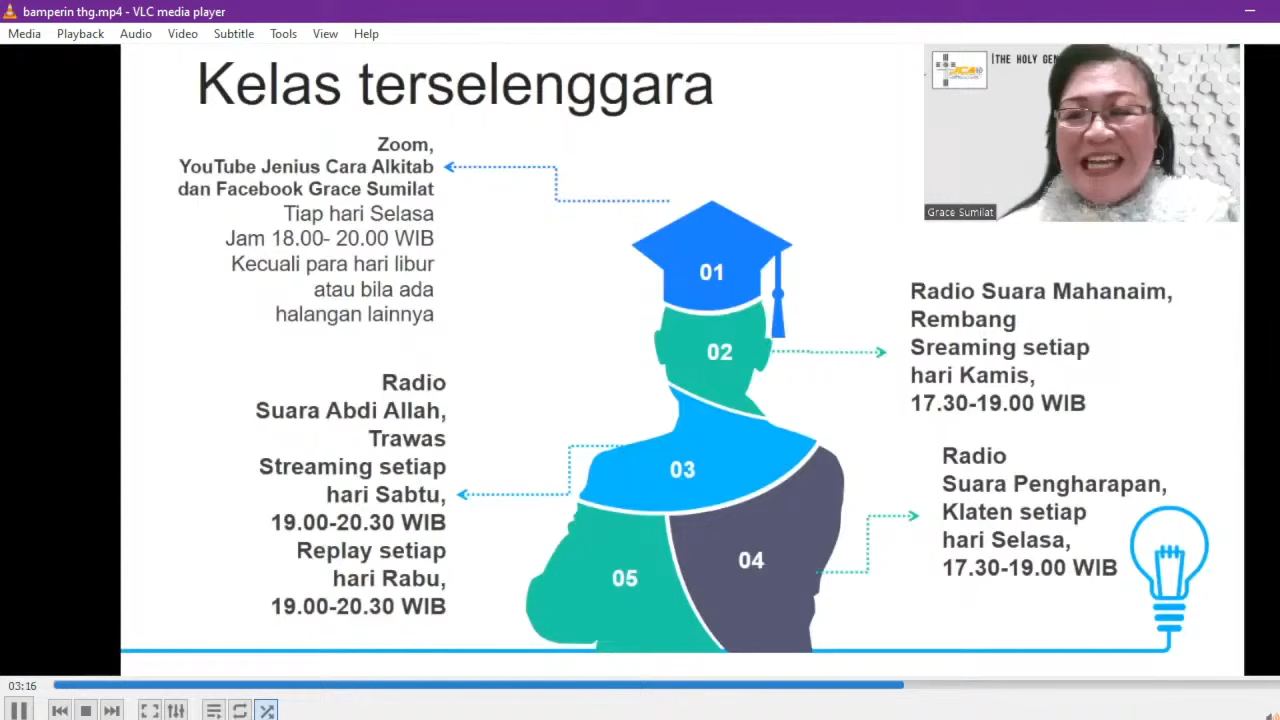 bamperin thg.mp4 - VLC media player
Media Playback Audio Video Subtitle Tools View Help
Kelas terselenggara
|THE HOLY GEN
Grace Sumilat
Zoom,
YouTube Jenius Cara Alkitab
dan Facebook Grace Sumilat
Tiap hari Selasa
Jam 18.00- 20.00 WIB
Kecuali para hari libur
atau bila ada
halangan lainnya
01
02
Radio Suara Mahanaim,
Rembang
Sreaming setiap
hari Kamis,
17.30-19.00 WIB
Radio
Suara Abdi Allah,
Trawas
Streaming setiap
hari Sabtu,
19.00-20.30 WIB
Replay setiap
hari Rabu,
19.00-20.30 WIB
03
04
05
Radio
Suara Pengharapan,
Klaten setiap
hari Selasa,
17.30-19.00 WIB
03:16